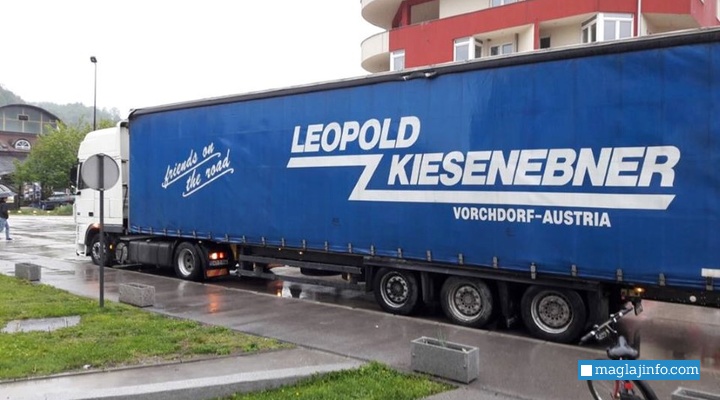 friends on
the road
LEOPOLD
KIESENEBNER
VORCHDORF-AUSTRIA
maglajinfo.com